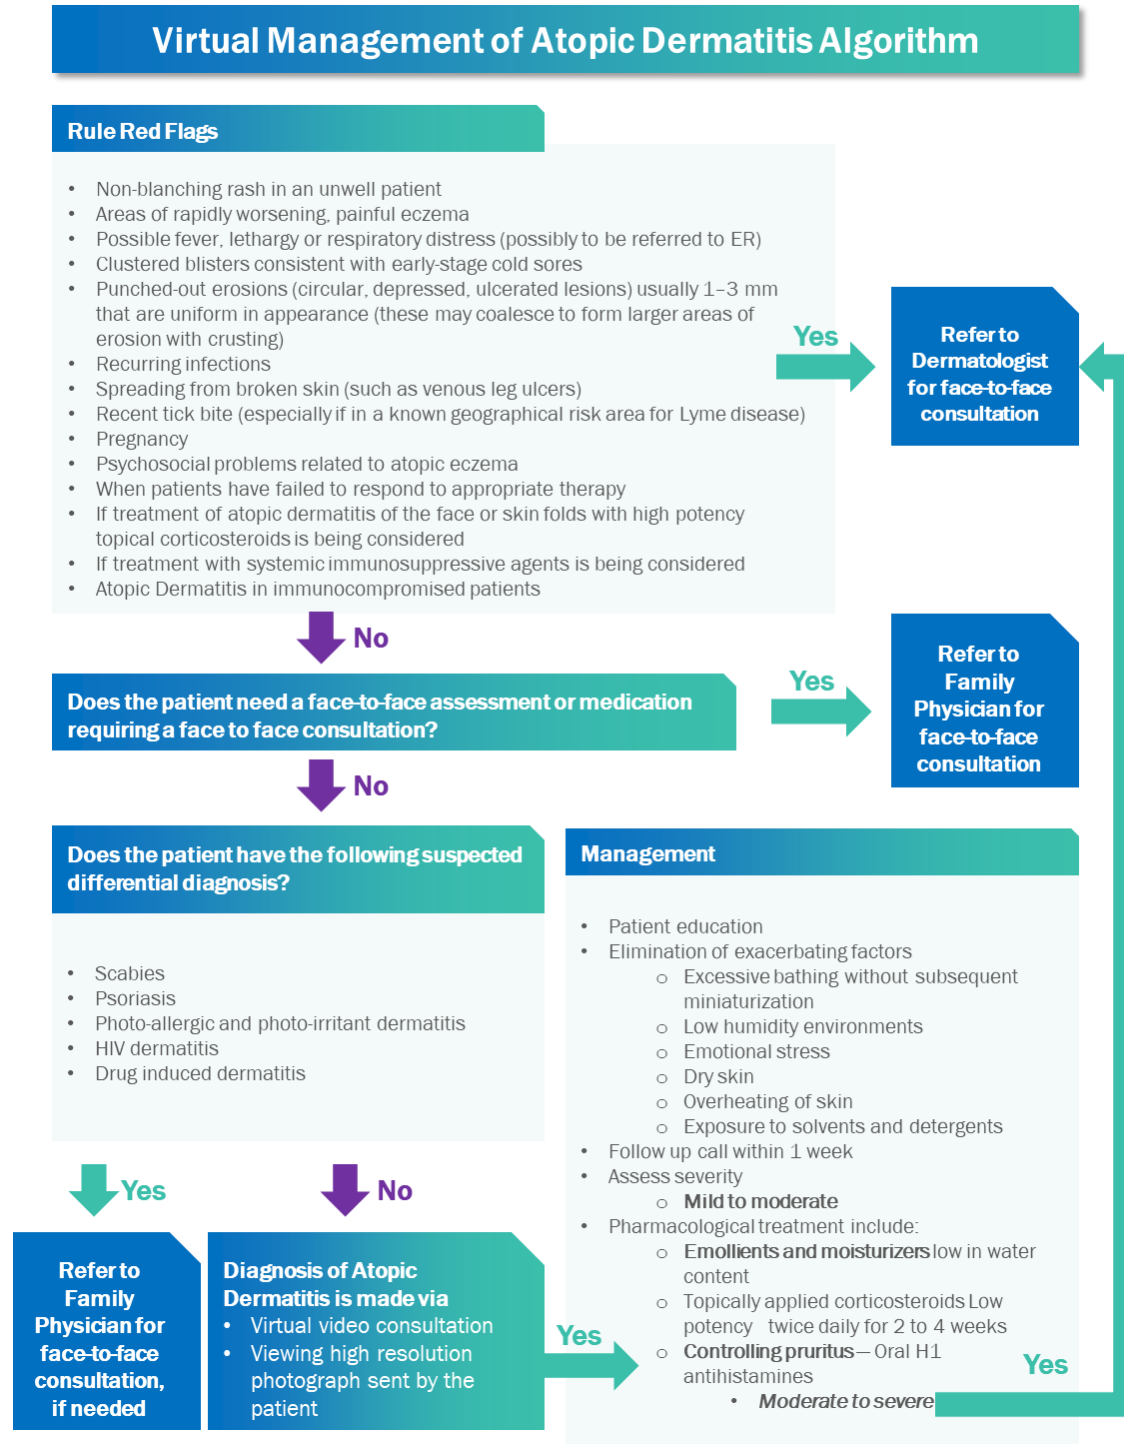 Virtual Management of Atopic Dermatitis Algorithm
Rule Red Flags
• Non-blanching rash in an unwell patient
• Areas of rapidly worsening, painful eczema
• Possible fever, lethargy or respiratory distress (possibly to be referred to ER)
• Clustered blisters consistent with early-stage cold sores
• Punched-out erosions (circular, depressed, ulcerated lesions) usually 1–3 mm
that are uniform in appearance (these may coalesce to form larger areas of
erosion with crusting)
• Recurring infections
• Spreading from broken skin (such as venous leg ulcers)
• Recent tick bite (especially if in a known geographical risk area for Lyme disease)
• Pregnancy
• Psychosocial problems related to atopic eczema
• When patients have failed to respond to appropriate therapy
• If treatment of atopic dermatitis of the face or skin folds with high potency
topical corticosteroids is being considered
• If treatment with systemic immunosuppressive agents is being considered
• Atopic Dermatitis in immunocompromised patients
Yes
Refer to
Dermatologist
for face-to-face
consultation
No
Does the patient need a face-to-face assessment or medication
requiring a face to face consultation?
Yes
Refer to
Family
Physician for
face-to-face
consultation
No
Does the patient have the following suspected
differential diagnosis?
• Scabies
• Psoriasis
• Photo-allergic and photo-irritant dermatitis
• HIV dermatitis
• Drug induced dermatitis
Yes
No
Refer to
Family
Physician for
face-to-face
consultation,
if needed
Diagnosis of Atopic
Dermatitis is made via
• Virtual video consultation
• Viewing high resolution
photograph sent by the
patient
Yes
Management
• Patient education
• Elimination of exacerbating factors
o Excessive bathing without subsequent
miniaturization
o Low humidity environments
o Emotional stress
o Dry skin
o Overheating of skin
o Exposure to solvents and detergents
• Follow up call within 1 week
• Assess severity
o Mild to moderate
• Pharmacological treatment include:
o Emollients and moisturizers low in water
content
o Topically applied corticosteroids Low
potency twice daily for 2 to 4 weeks
o Controlling pruritus — Oral H1
antihistamines
• Moderate to severe
Yes